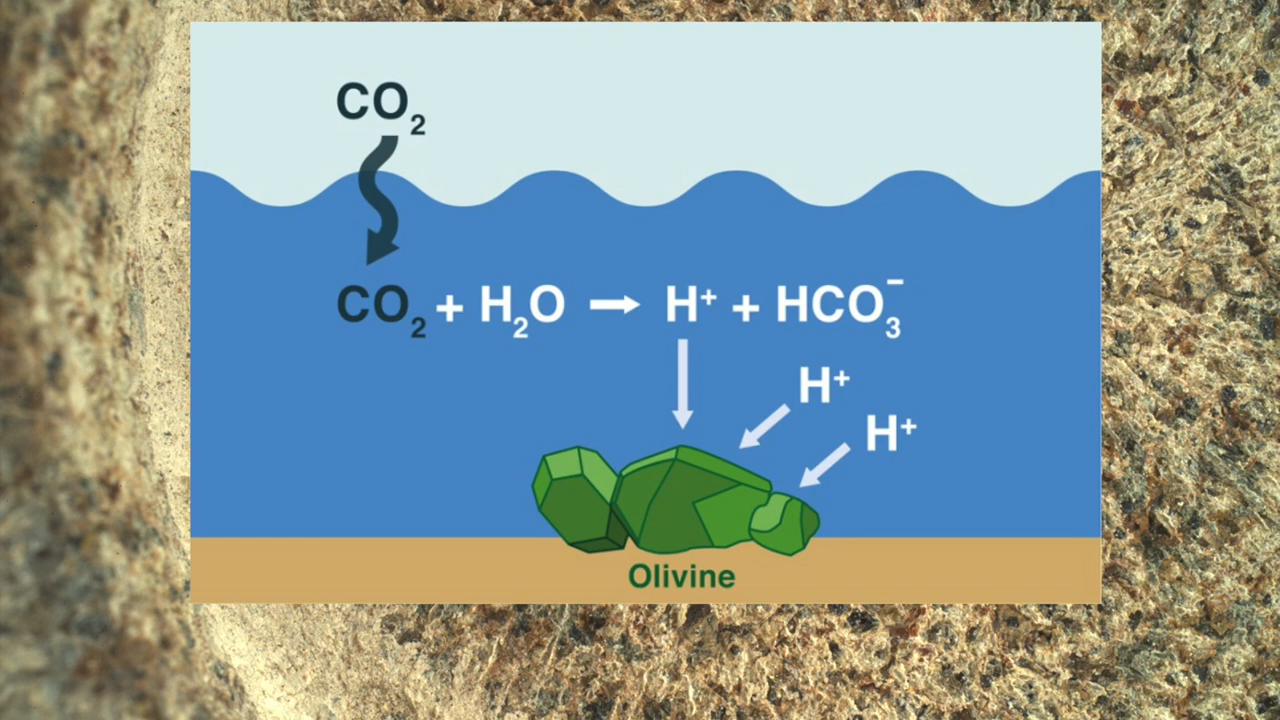 CO₂
CO₂ + H₂O → H⁺ + HCO₃⁻
H⁺
H⁺
Olivine